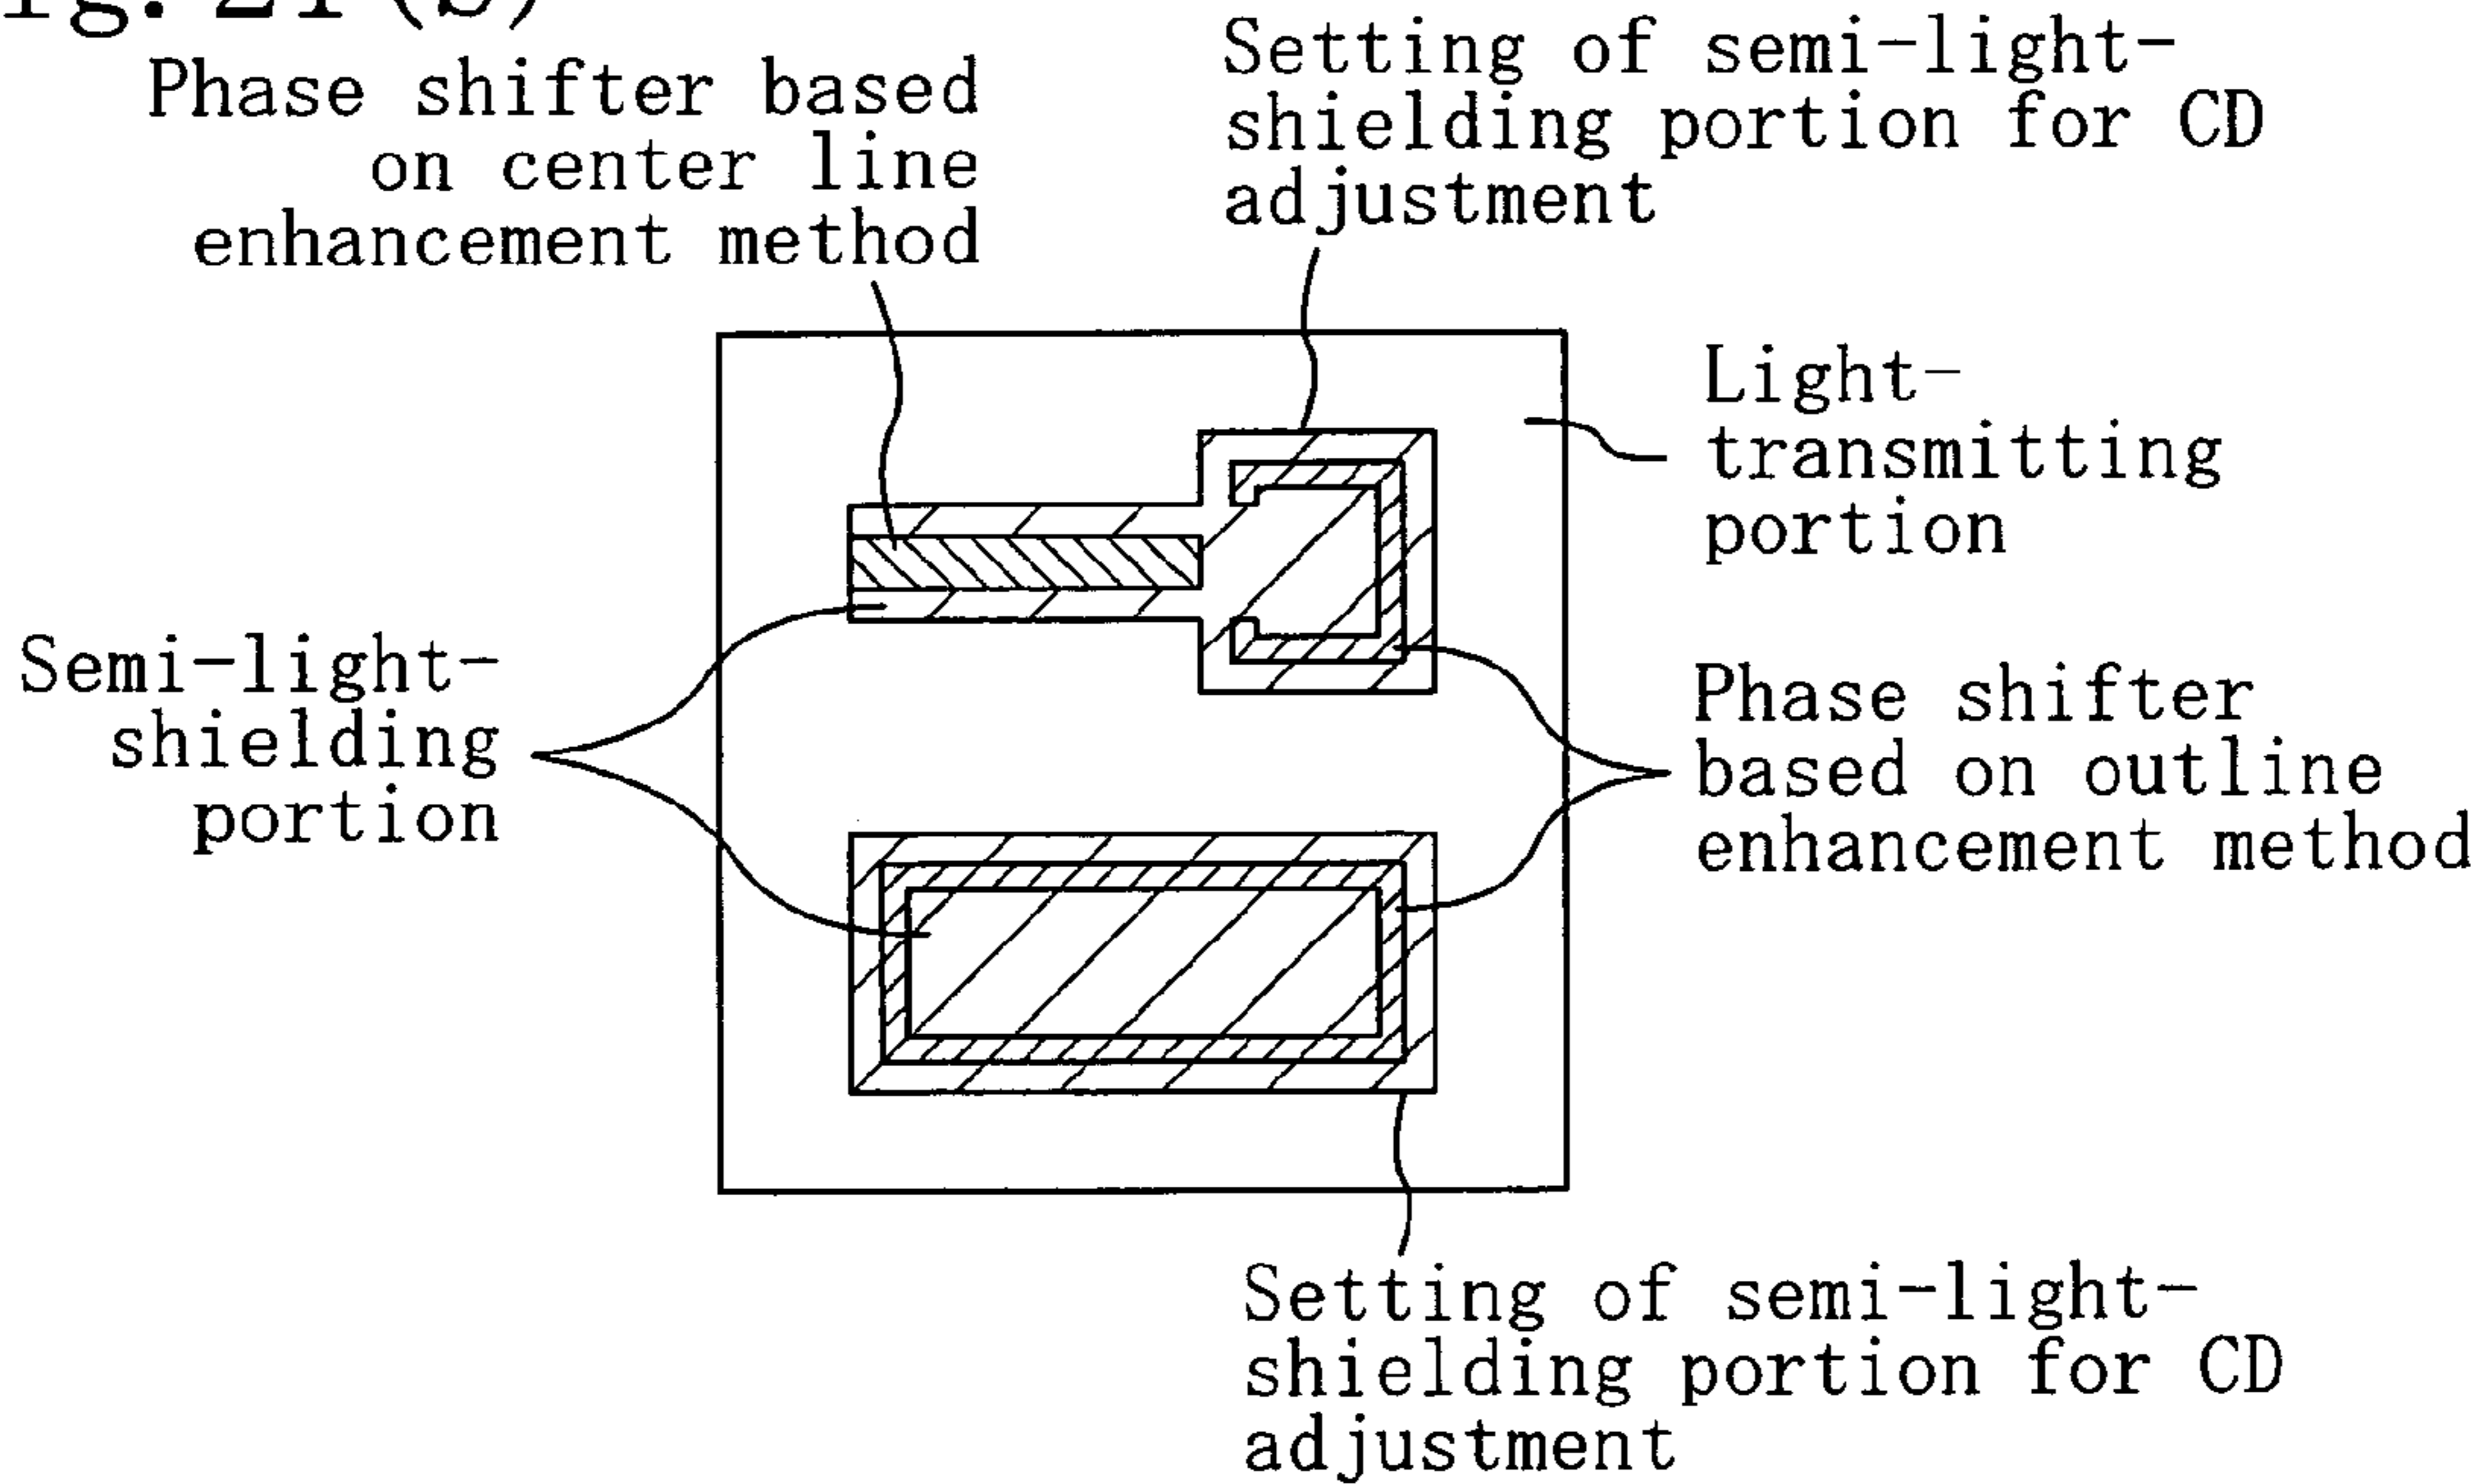 Fig. 21(b)
Phase shifter based
on center line
enhancement method
Setting of semi-light-
shielding portion for CD
adjustment
Light-
transmitting
portion
Semi-light-
shielding
portion
Phase shifter
based on outline
enhancement method
Setting of semi-light-
shielding portion for CD
adjustment